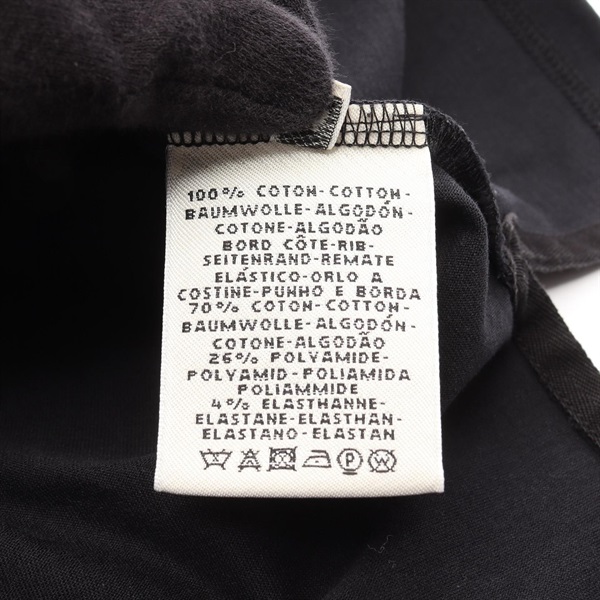 100% COTON-COTTON-
BAUMWOLLE-ALGODÓN-
COTONE-ALGODÃO
BORD CÔTE-RIB-
SEITENRAND-REMATE
ELÁSTICO-ORLO A
COSTINE-PUNHO E BORDA
70% COTON-COTTON-
BAUMWOLLE-ALGODÓN-
COTONE-ALGODÃO
26% POLYAMIDE-
POLYAMID-POLIAMIDA
POLIAMMIDE
4% ELASTHANNE-
ELASTANE-ELASTHAN-
ELASTANO-ELASTAN
P W